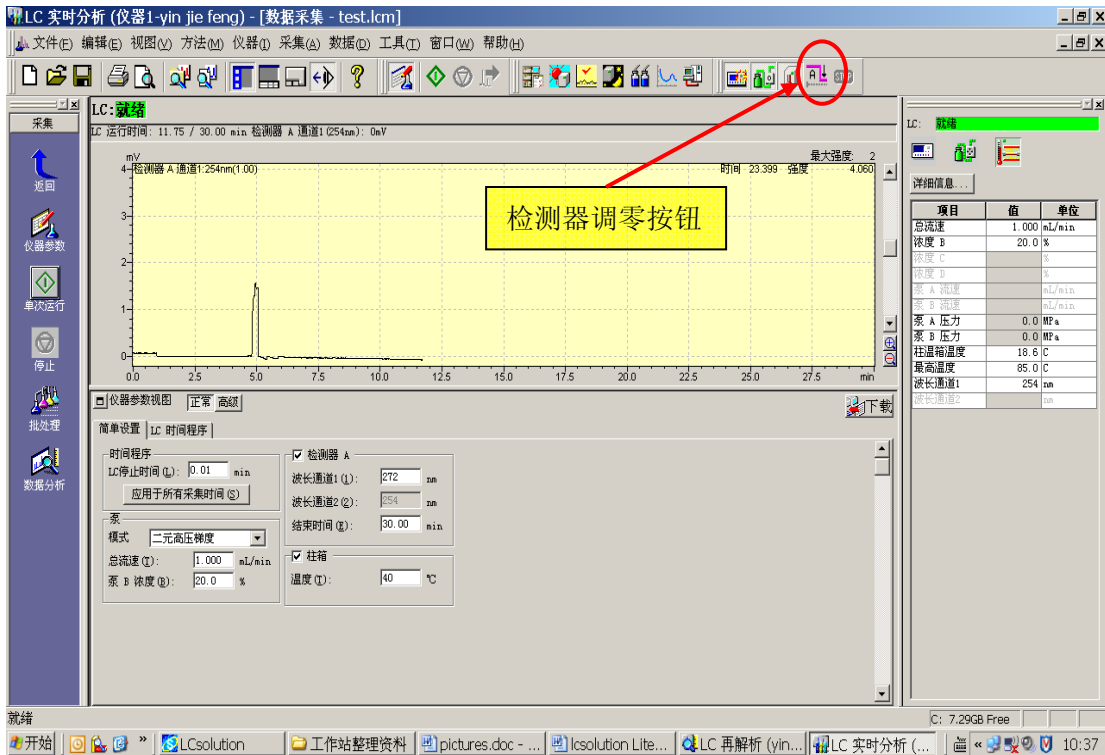 LC 实时分析 (仪器1-yin jie feng) - [数据采集 - test.lcm]
文件(F) 编辑(E) 视图(V) 方法(M) 仪器(I) 采集(A) 数据(D) 工具(T) 窗口(W) 帮助(H)
采集
返回
仪器参数
单次运行
停止
批处理
数据分析
LC:就绪
LC 运行时间: 11.75 / 30.00 min 检测器 A 通道1(254nm): 0mV
mV
最大强度: 2
检测器 A 通道1:254nm(1.00)
时间 23.399 强度 4.060
4
3
2
1
0
0.0 2.5 5.0 7.5 10.0 12.5 15.0 17.5 20.0 22.5 25.0 27.5 min
检测器调零按钮
仪器参数视图 正常 高级
下载
简单设置 LC 时间程序
时间程序
LC停止时间(L): 0.01 min
应用于所有采集时间(S)
泵
模式 二元高压梯度
总流速(T): 1.000 mL/min
泵 B 浓度(B): 20.0 %
检测器 A
波长通道1(1): 272 nm
波长通道2(2): 254 nm
结束时间(E): 30.00 min
柱箱
温度(T): 40 ℃
LC: 就绪
详细信息...
项目 值 单位
总流速 1.000 mL/min
浓度 B 20.0 %
浓度 C %
浓度 D %
泵 A 流速 mL/min
泵 B 流速 mL/min
泵 A 压力 0.0 MPa
泵 B 压力 0.0 MPa
柱温箱温度 18.6 C
最高温度 85.0 C
波长通道1 254 nm
波长通道2 nm
就绪
C: 7.29GB Free
开始
LCsolution
工作站整理资料
pictures.doc - ...
lcsolution Lite...
LC 再解析 (yin...
LC 实时分析 (...
10:37